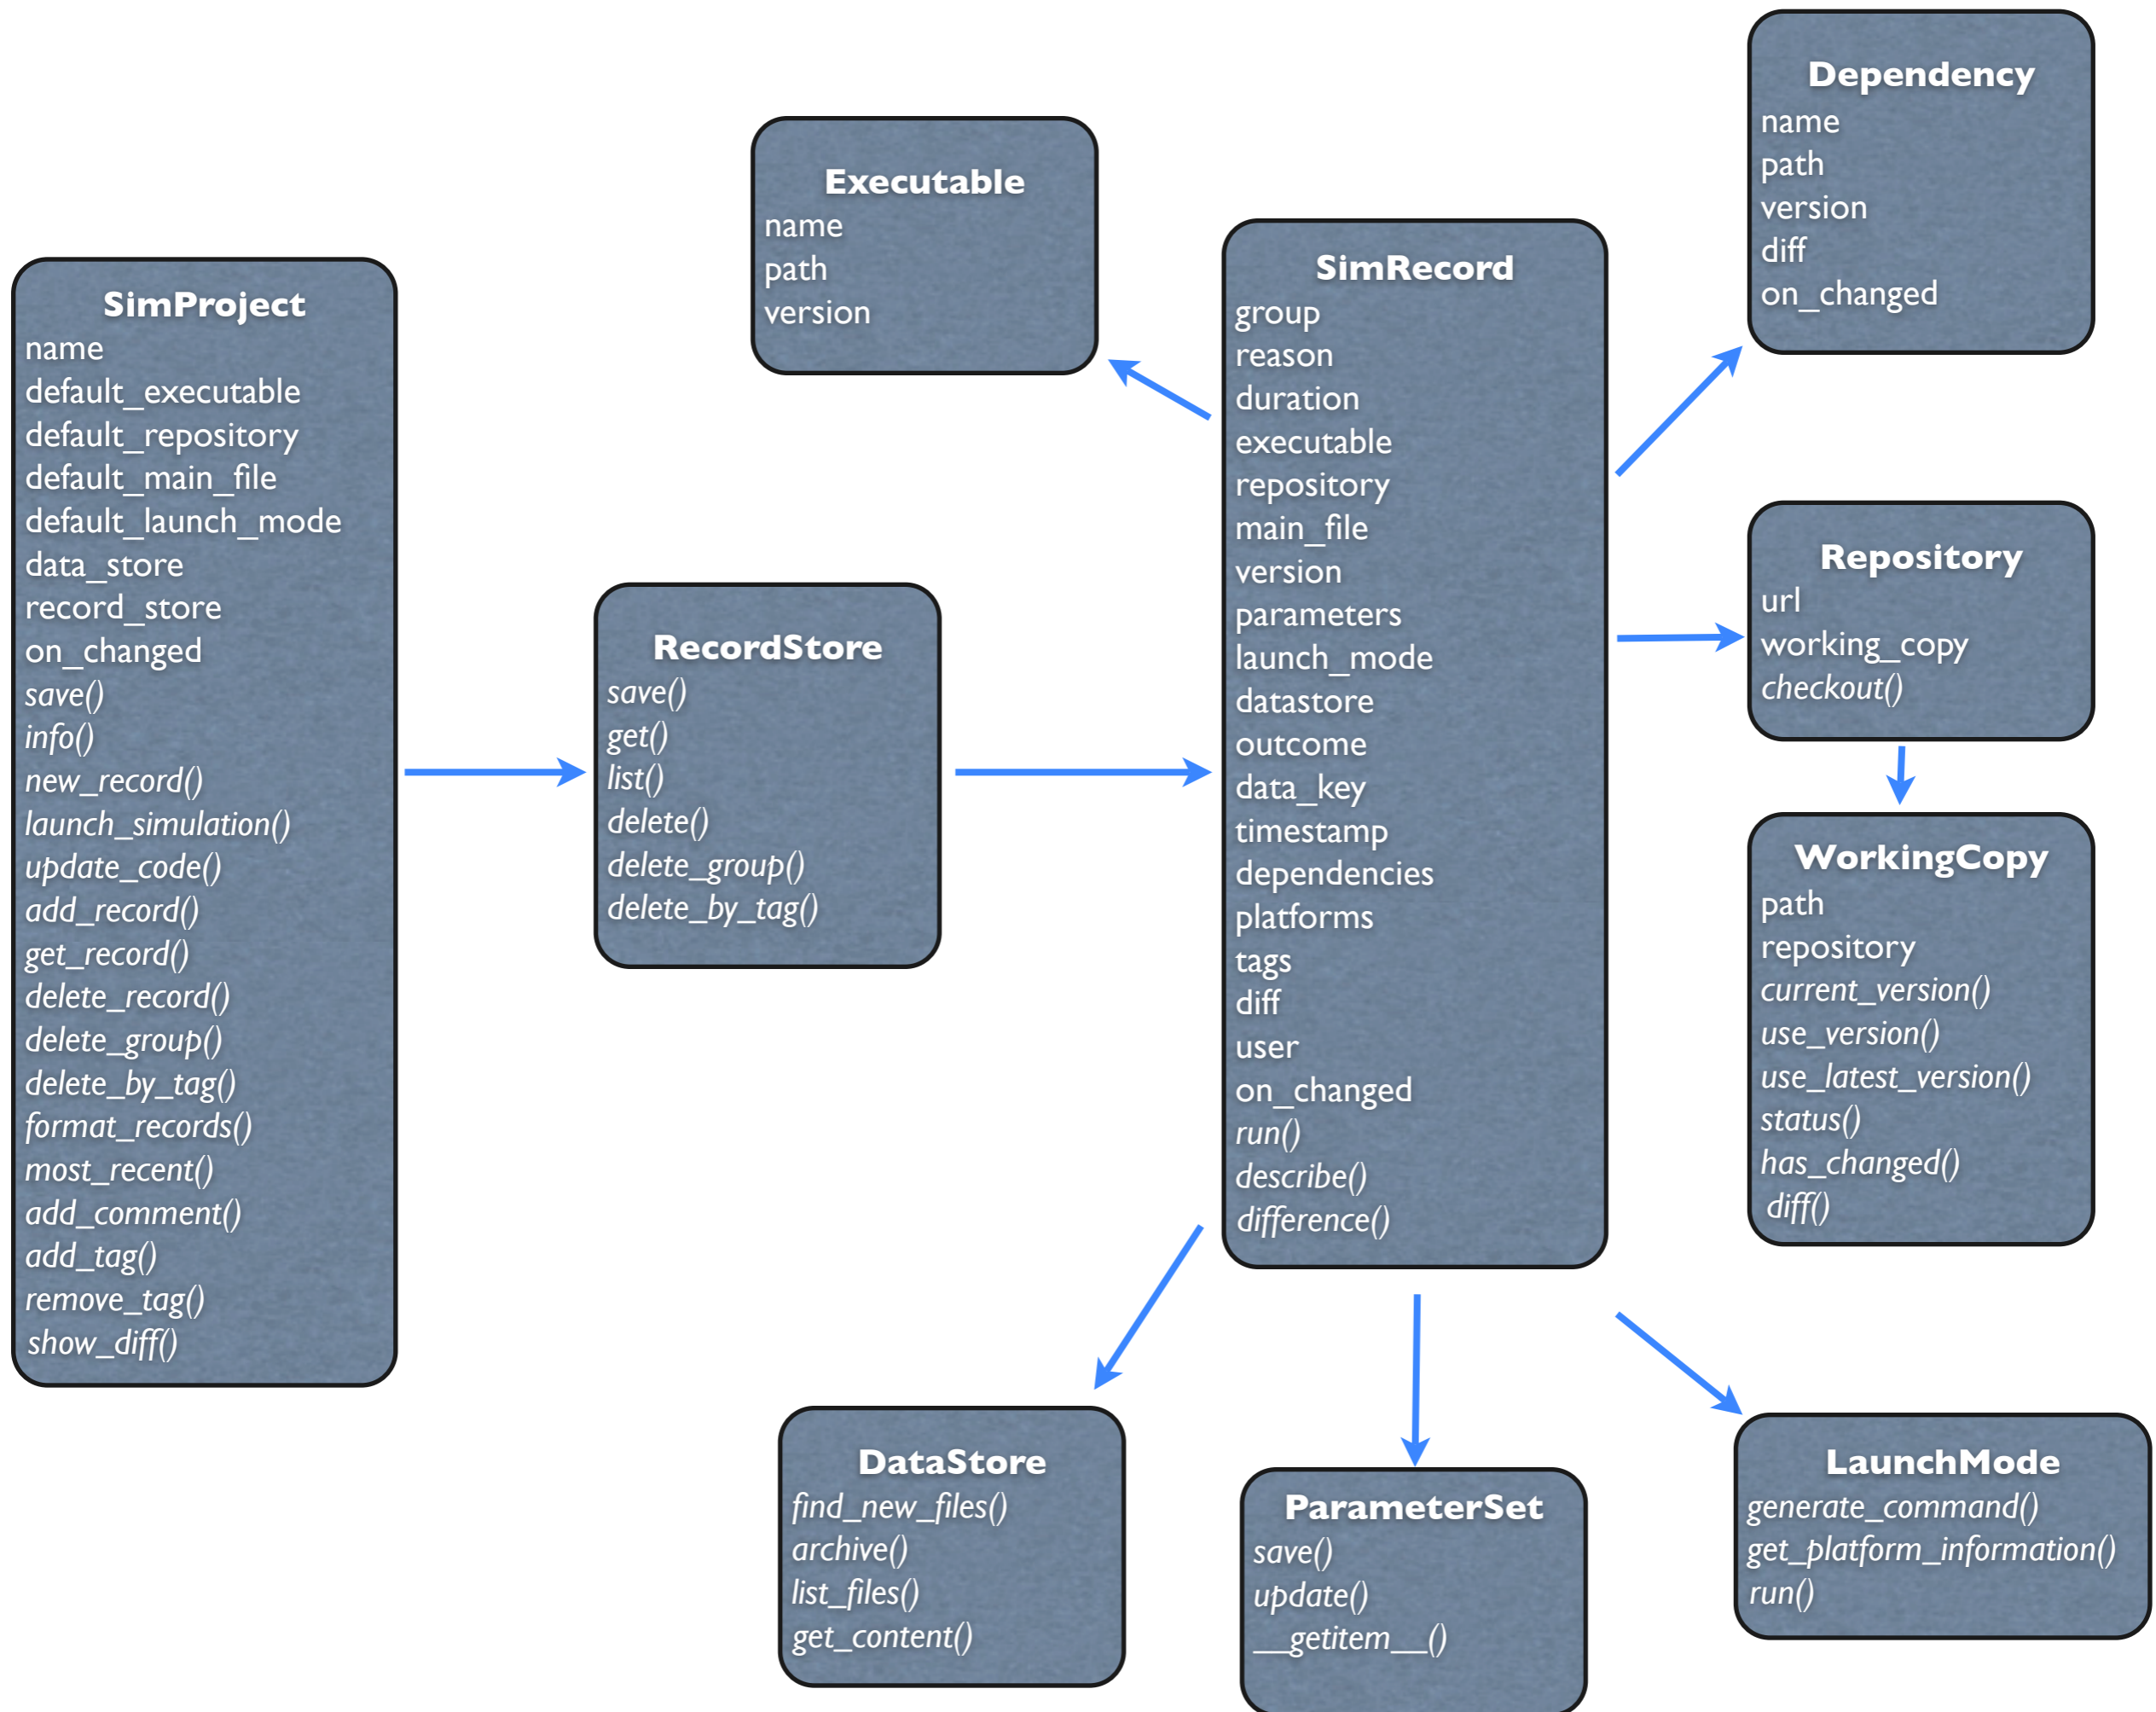 SimProject
name
default_executable
default_repository
default_main_file
default_launch_mode
data_store
record_store
on_changed
save()
info()
new_record()
launch_simulation()
update_code()
add_record()
get_record()
delete_record()
delete_group()
delete_by_tag()
format_records()
most_recent()
add_comment()
add_tag()
remove_tag()
show_diff()
RecordStore
save()
get()
list()
delete()
delete_group()
delete_by_tag()
Executable
name
path
version
SimRecord
group
reason
duration
executable
repository
main_file
version
parameters
launch_mode
datastore
outcome
data_key
timestamp
dependencies
platforms
tags
diff
user
on_changed
run()
describe()
difference()
Dependency
name
path
version
diff
on_changed
Repository
url
working_copy
checkout()
WorkingCopy
path
repository
current_version()
use_version()
use_latest_version()
status()
has_changed()
diff()
DataStore
find_new_files()
archive()
list_files()
get_content()
ParameterSet
save()
update()
__getitem__()
LaunchMode
generate_command()
get_platform_information()
run()